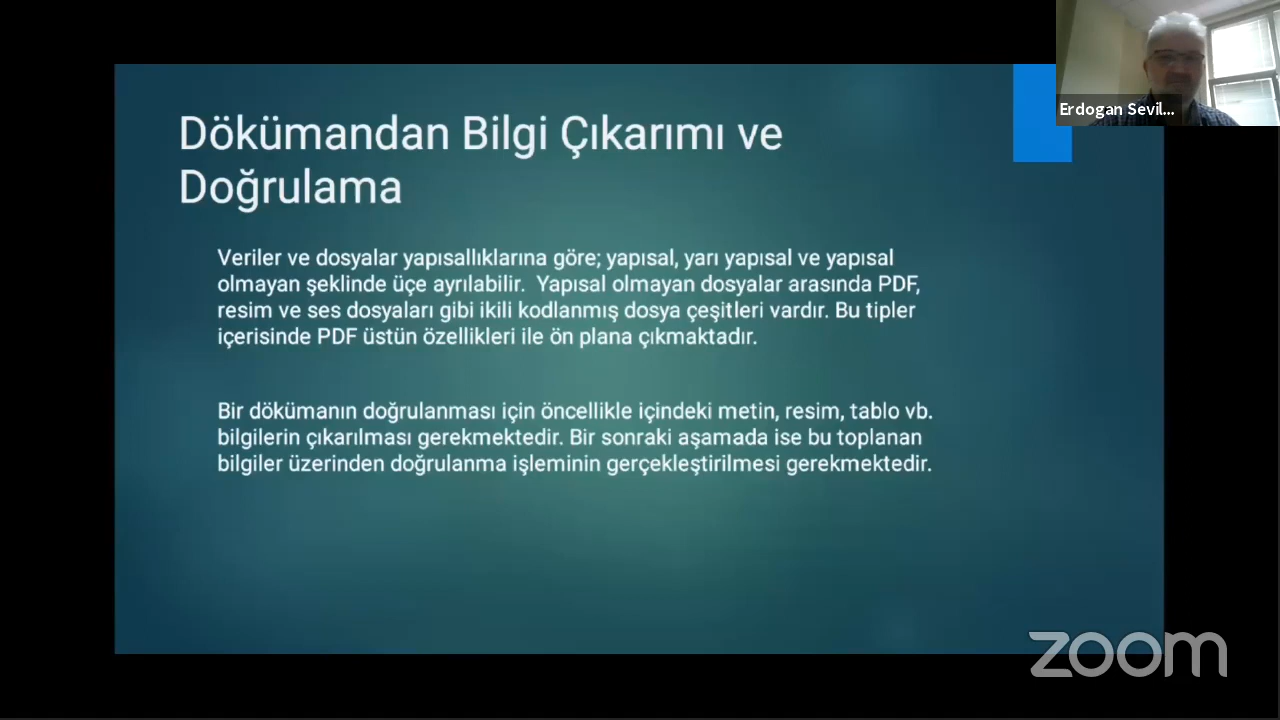 Erdogan Sevil...
Dökümandan Bilgi Çıkarımı ve
Doğrulama
Veriler ve dosyalar yapısallıklarına göre; yapısal, yarı yapısal ve yapısal
olmayan şeklinde üçe ayrılabilir. Yapısal olmayan dosyalar arasında PDF,
resim ve ses dosyaları gibi ikili kodlanmış dosya çeşitleri vardır. Bu tipler
içerisinde PDF üstün özellikleri ile ön plana çıkmaktadır.
Bir dökümanın doğrulanması için öncellikle içindeki metin, resim, tablo vb.
bilgilerin çıkarılması gerekmektedir. Bir sonraki aşamada ise bu toplanan
bilgiler üzerinden doğrulanma işleminin gerçekleştirilmesi gerekmektedir.
zoom